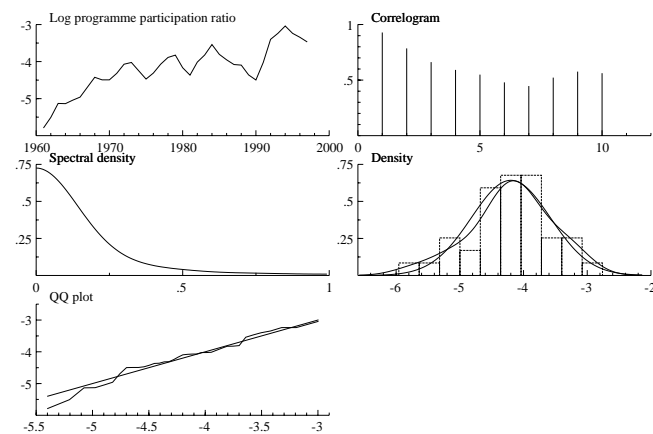 Log programme participation ratio
-3
-4
-5
1960 1970 1980 1990 2000
Correlogram
1
.5
0 5 10
Spectral density
.75
.5
.25
0 .5 1
Density
.75
.5
.25
-6 -5 -4 -3 -2
QQ plot
-3
-4
-5
-5.5 -5 -4.5 -4 -3.5 -3